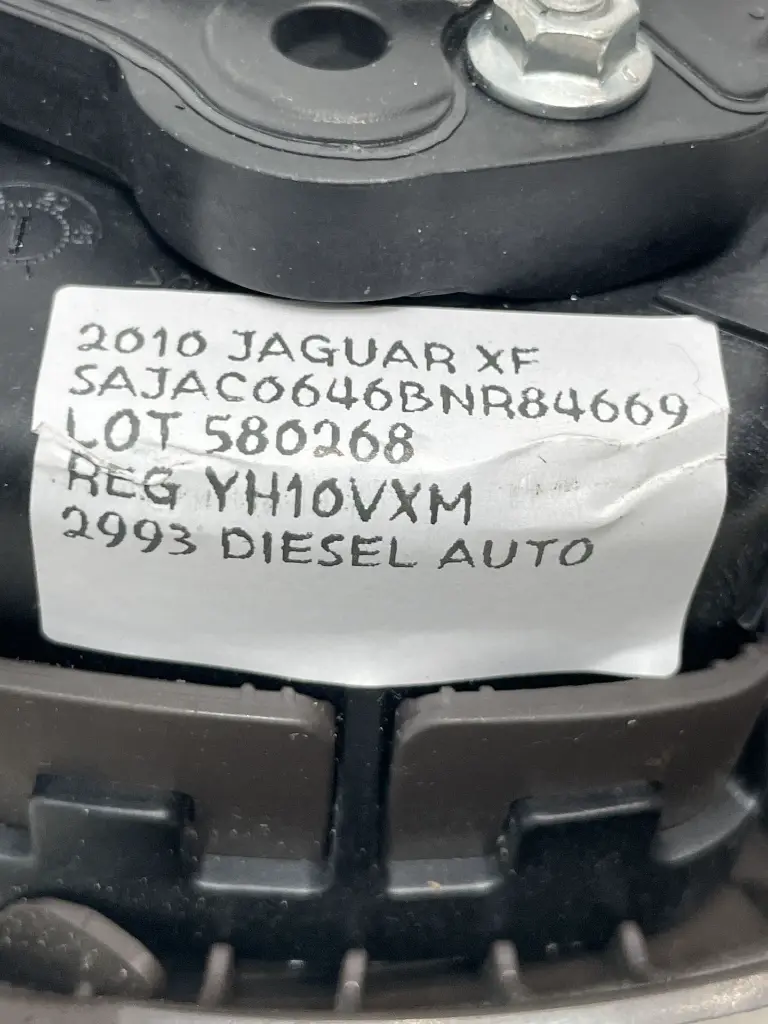 2010 JAGUAR XF
SAJAC0646BNR84669
LOT 580268
REG YH10VXM
2993 DIESEL AUTO